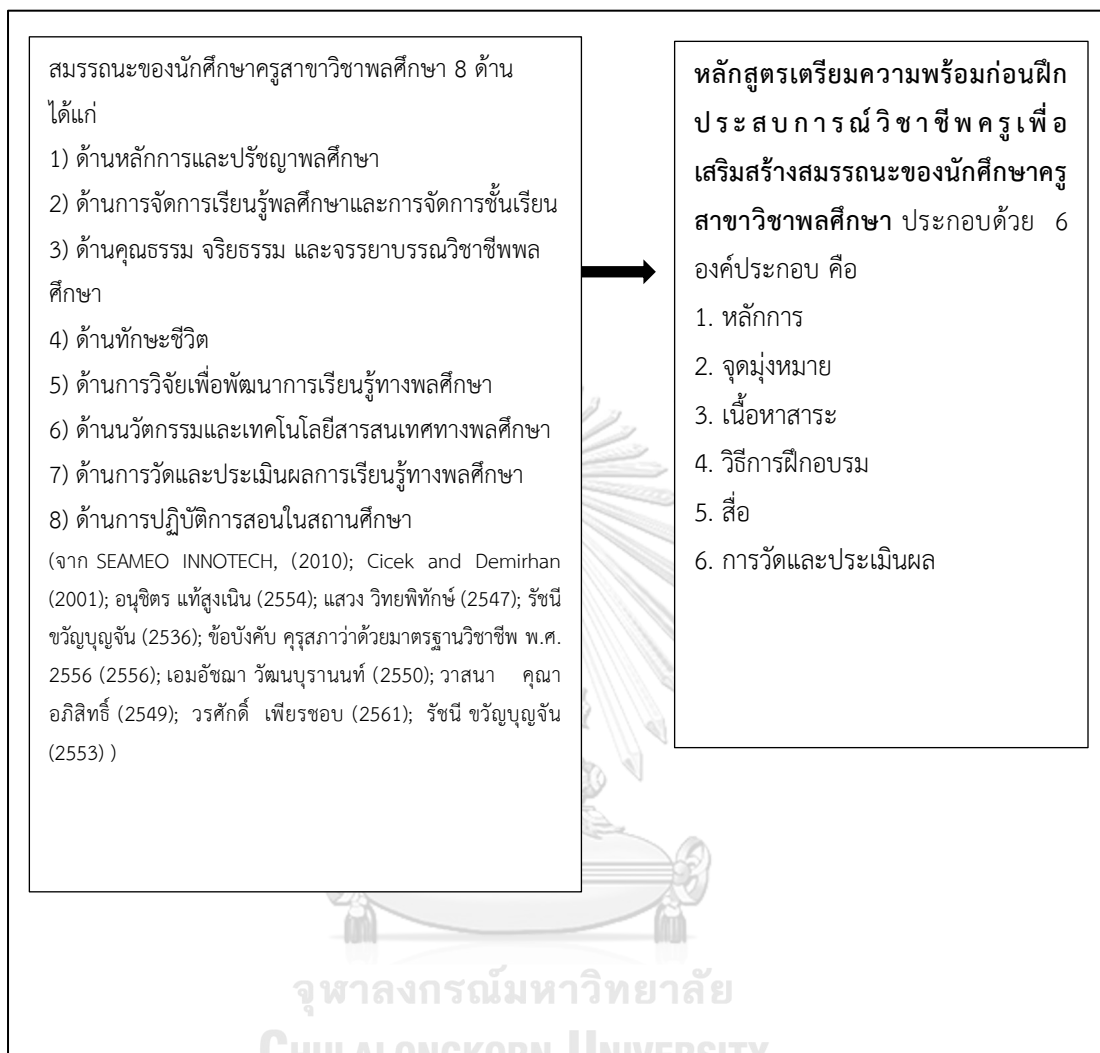 สมรรถนะของนักศึกษาครูสาขาวิชาพลศึกษา 8 ด้าน
ได้แก่
1) ด้านหลักการและปรัชญาพลศึกษา
2) ด้านการจัดการเรียนรู้พลศึกษาและการจัดการชั้นเรียน
3) ด้านคุณธรรม จริยธรรม และจรรยาบรรณวิชาชีพพล
ศึกษา
4) ด้านทักษะชีวิต
5) ด้านการวิจัยเพื่อพัฒนาการเรียนรู้ทางพลศึกษา
6) ด้านนวัตกรรมและเทคโนโลยีสารสนเทศทางพลศึกษา
7) ด้านการวัดและประเมินผลการเรียนรู้ทางพลศึกษา
8) ด้านการปฏิบัติการสอนในสถานศึกษา
(จาก SEAMEO INNOTECH, (2010); Cicek and Demirhan
(2001); อนุชิตร แท้สูงเนิน (2554); แสวง วิทยพิทักษ์ (2547); รัชนี
ขวัญบุญจัน (2536); ข้อบังคับ คุรุสภาว่าด้วยมาตรฐานวิชาชีพ พ.ศ.
2556 (2556); เอมอัชฌา วัฒนบุรานนท์ (2550); วาสนา คุณา
อภิสิทธิ์ (2549); วรศักดิ์ เพียรชอบ (2561); รัชนี ขวัญบุญจัน
(2553) )
หลักสูตรเตรียมความพร้อมก่อนฝึก
ประสบการณ์วิชาชีพครูเพื่อ
เสริมสร้างสมรรถนะของนักศึกษาครู
สาขาวิชาพลศึกษา ประกอบด้วย 6
องค์ประกอบ คือ
1. หลักการ
2. จุดมุ่งหมาย
3. เนื้อหาสาระ
4. วิธีการฝึกอบรม
5. สื่อ
6. การวัดและประเมินผล
จุฬาลงกรณ์มหาวิทยาลัย
CHULALONGKORN UNIVERSITY